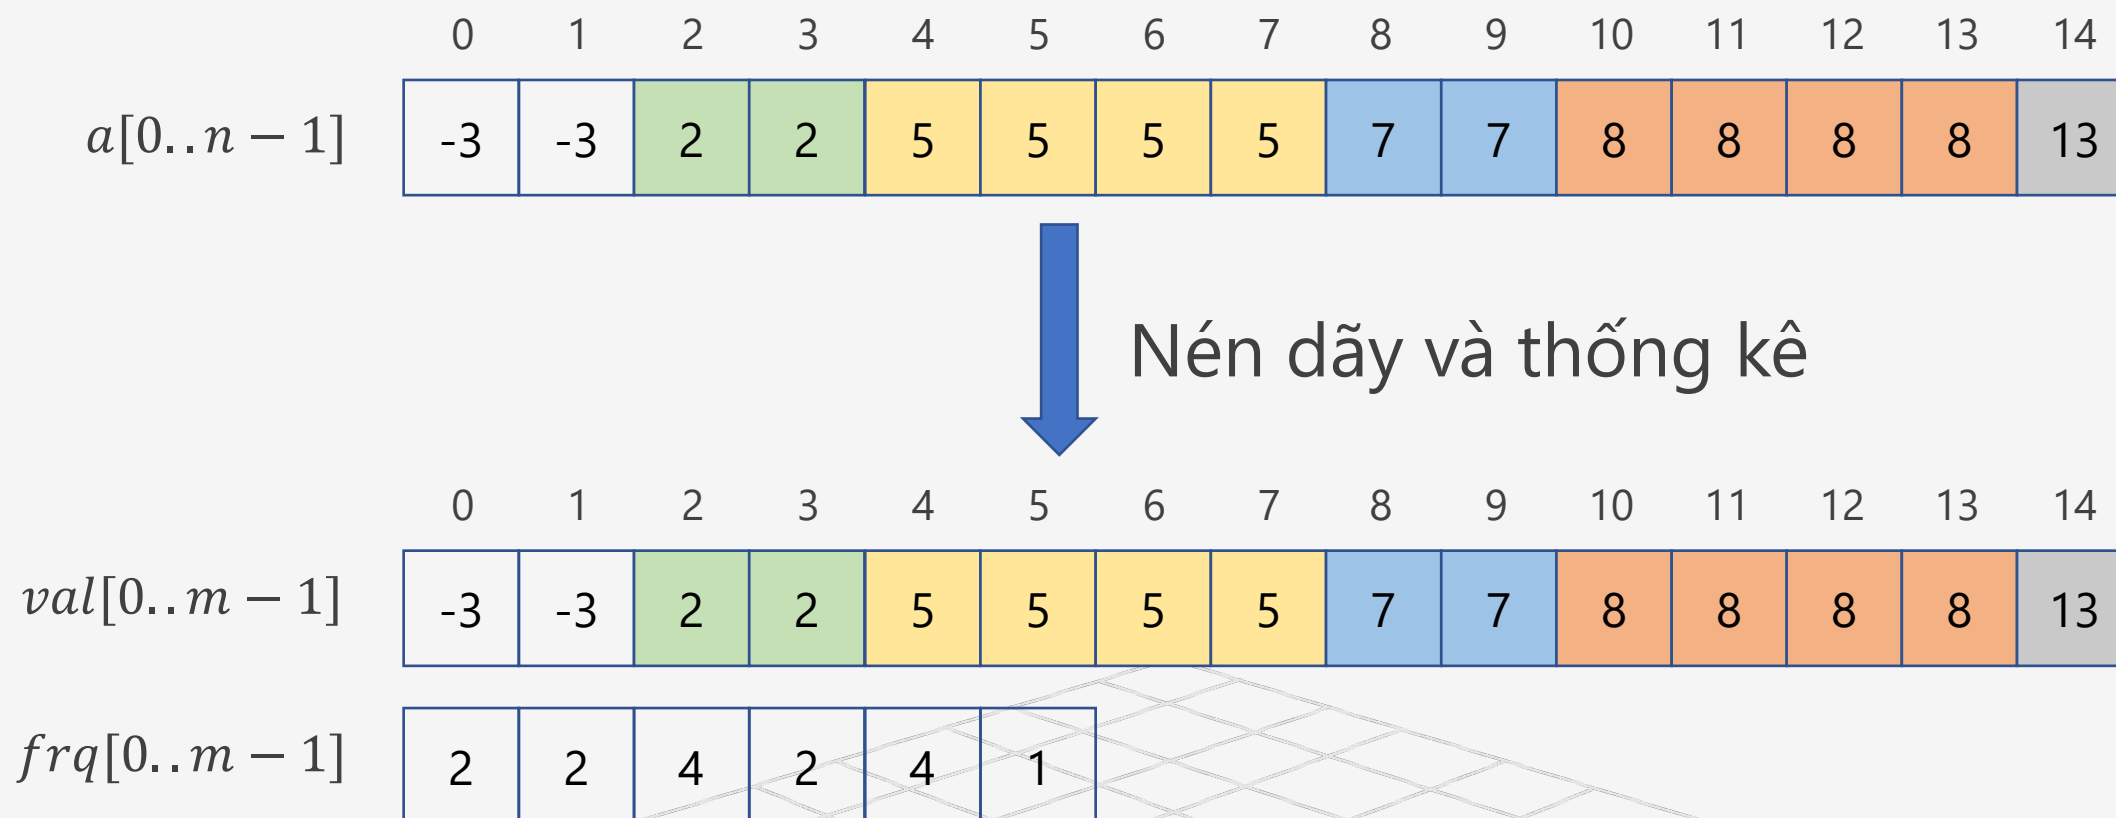 0 1 2 3 4 5 6 7 8 9 10 11 12 13 14
a[0..n − 1] -3 -3 2 2 5 5 5 5 7 7 8 8 8 8 13
Nén dãy và thống kê
0 1 2 3 4 5 6 7 8 9 10 11 12 13 14
val[0..m − 1] -3 -3 2 2 5 5 5 5 7 7 8 8 8 8 13
frq[0..m − 1] 2 2 4 2 4 1